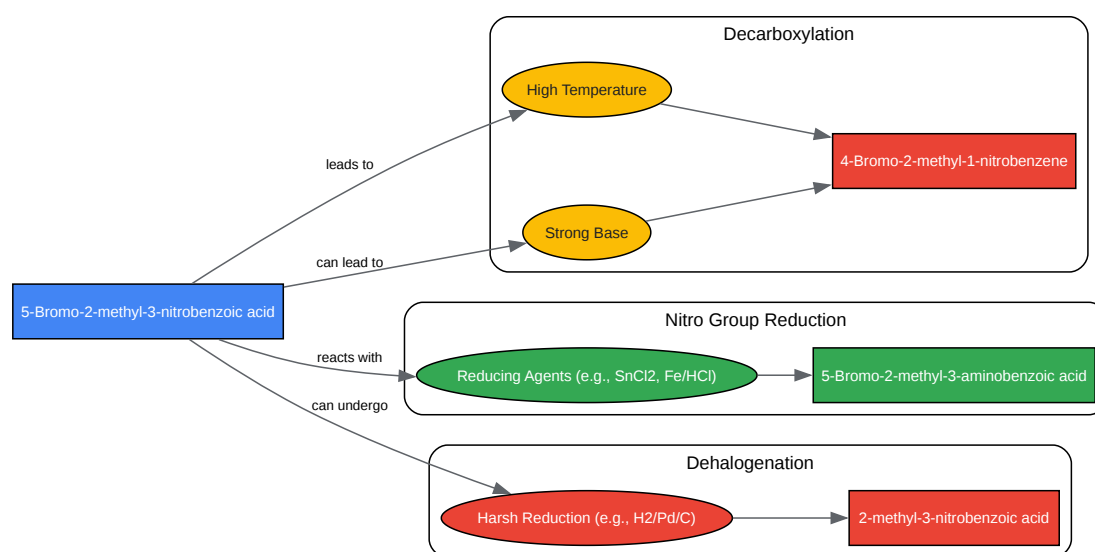 Decarboxylation
High Temperature
leads to
4-Bromo-2-methyl-1-nitrobenzene
Strong Base
can lead to
5-Bromo-2-methyl-3-nitrobenzoic acid
Nitro Group Reduction
reacts with
Reducing Agents (e.g., SnCl2, Fe/HCl)
5-Bromo-2-methyl-3-aminobenzoic acid
can undergo
Dehalogenation
Harsh Reduction (e.g., H2/Pd/C)
2-methyl-3-nitrobenzoic acid